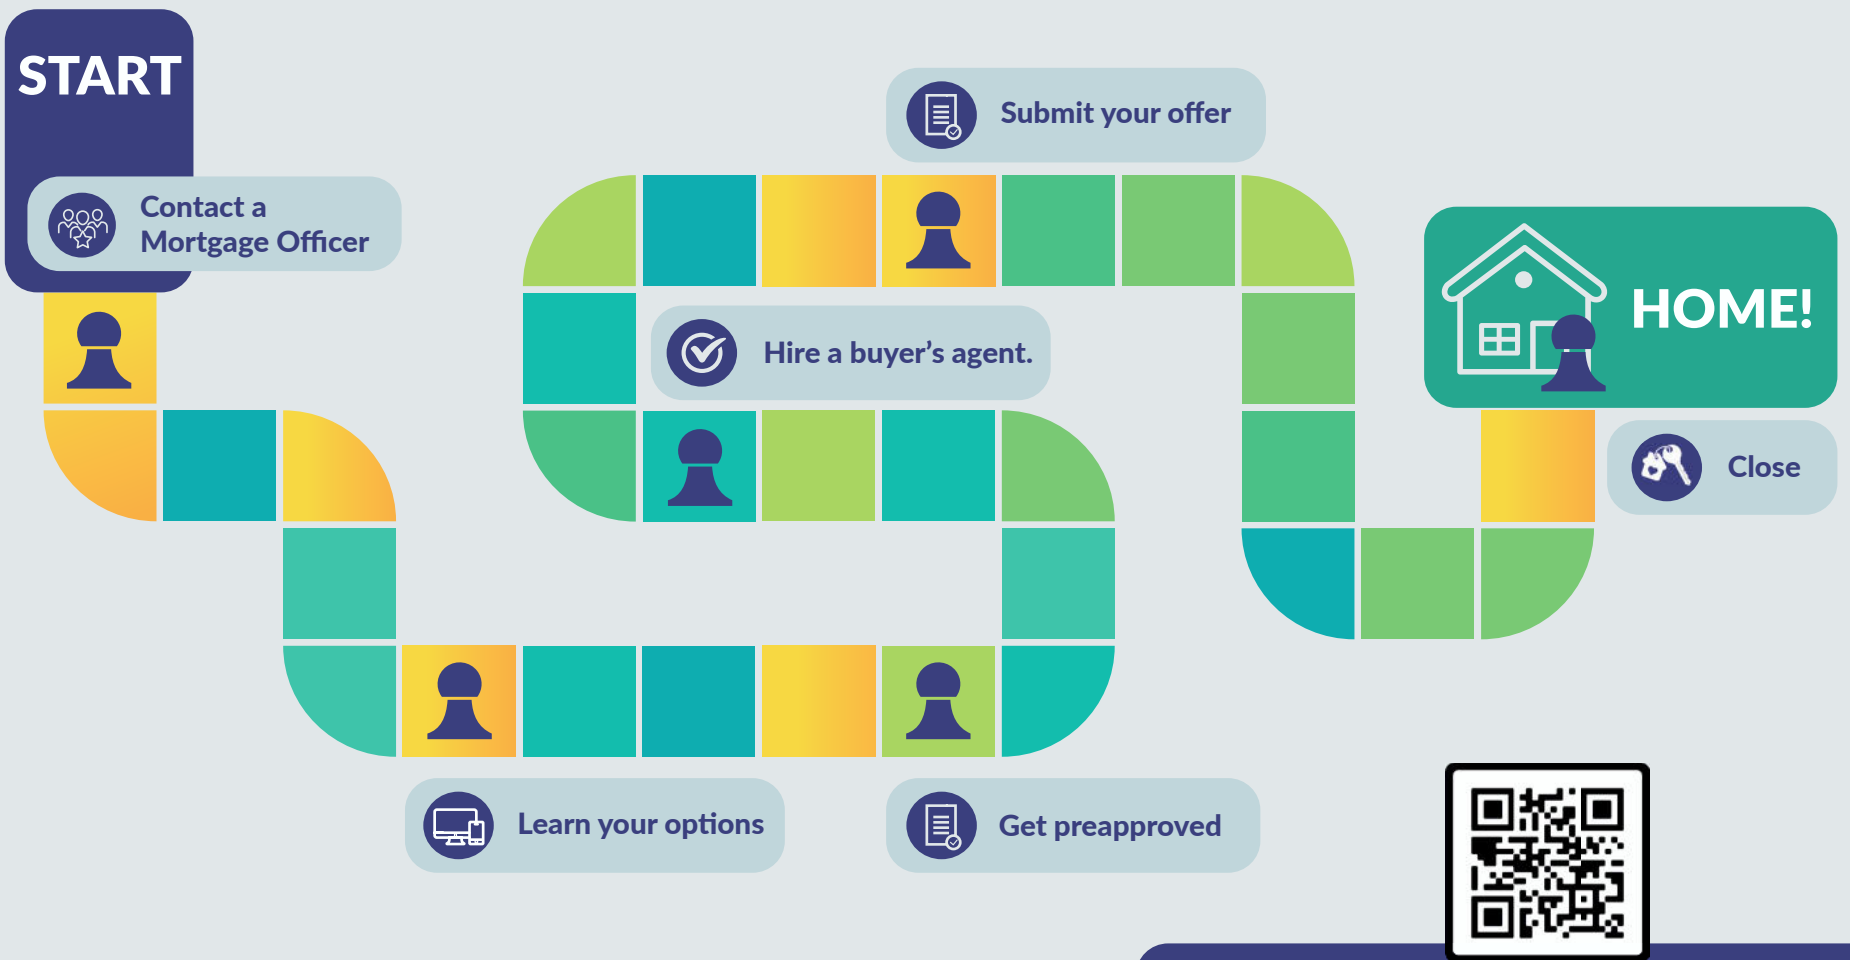 START
Contact a
Mortgage Officer
Submit your offer
Hire a buyer's agent.
HOME!
Close
Learn your options
Get preapproved